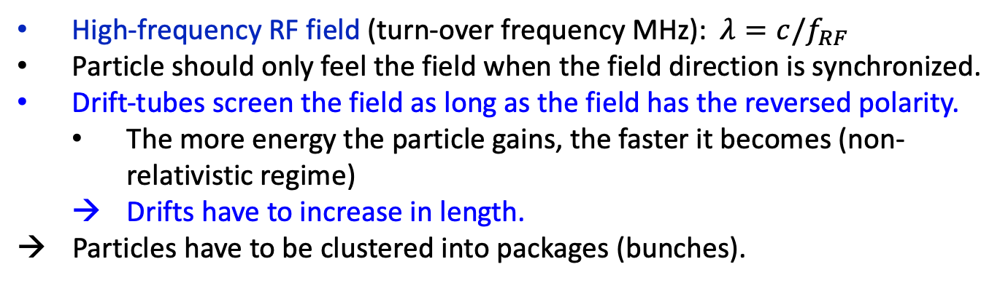 • High-frequency RF field (turn-over frequency MHz): λ = c/f_RF
• Particle should only feel the field when the field direction is synchronized.
• Drift-tubes screen the field as long as the field has the reversed polarity.
• The more energy the particle gains, the faster it becomes (non-
relativistic regime)
→ Drifts have to increase in length.
→ Particles have to be clustered into packages (bunches).